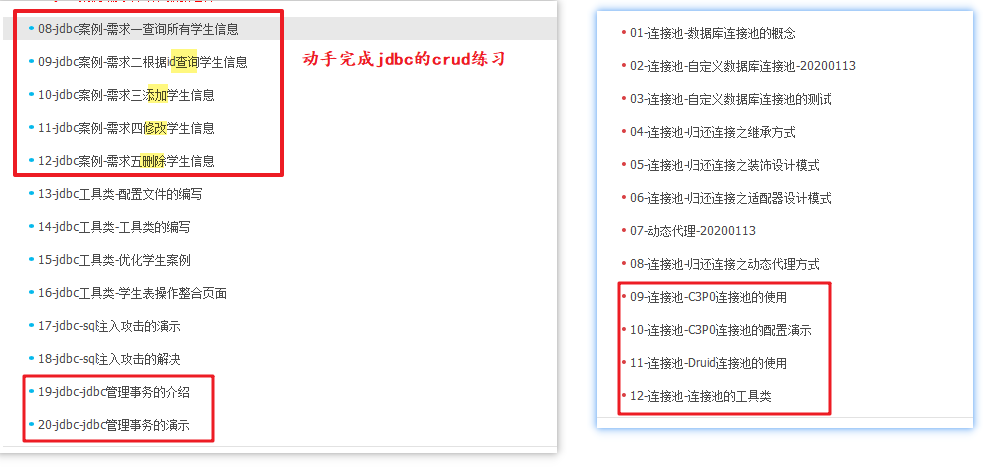 08-jdbc案例-需求一查询所有学生信息
09-jdbc案例-需求二根据id查询学生信息
10-jdbc案例-需求三添加学生信息
11-jdbc案例-需求四修改学生信息
12-jdbc案例-需求五删除学生信息
13-jdbc工具类-配置文件的编写
14-jdbc工具类-工具类的编写
15-jdbc工具类-优化学生案例
16-jdbc工具类-学生表操作整合页面
17-jdbc-sql注入攻击的演示
18-jdbc-sql注入攻击的解决
19-jdbc-jdbc管理事务的介绍
20-jdbc-jdbc管理事务的演示
动手完成jdbc的crud练习
01-连接池-数据库连接池的概念
02-连接池-自定义数据库连接池-20200113
03-连接池-自定义数据库连接池的测试
04-连接池-归还连接之继承方式
05-连接池-归还连接之装饰设计模式
06-连接池-归还连接之适配器设计模式
07-动态代理-20200113
08-连接池-归还连接之动态代理方式
09-连接池-C3P0连接池的使用
10-连接池-C3P0连接池的配置演示
11-连接池-Druid连接池的使用
12-连接池-连接池的工具类